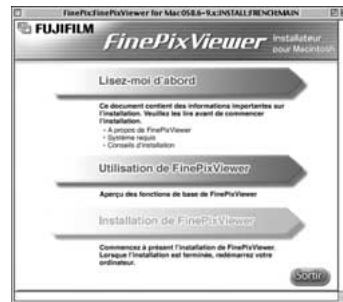 FinePix:FinePixViewer for MacOS8.6-9.x:INSTALL:FRENCH:MAIN
FUJIFILM
FinePixViewer
Installateur
pour Macintosh
Lisez-moi d'abord
Ce document contient des informations importantes sur
l'installation. Veuillez les lire avant de commencer
l'installation.
- A propos de FinePixViewer
- Système requis
- Conseils d'installation
Utilisation de FinePixViewer
Aperçu des fonctions de base de FinePixViewer
Installation de FinePixViewer
Commencez à présent l'installation de FinePixViewer.
Lorsque l'installation est terminée, redémarrez votre
ordinateur.
Sortir